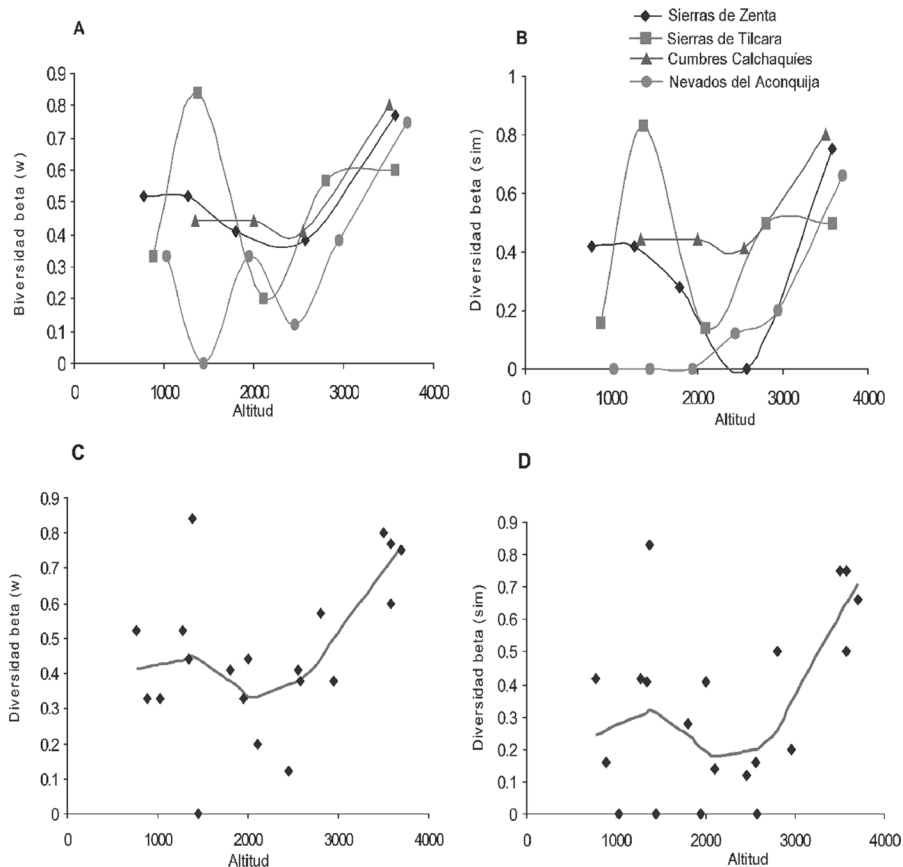 A
Biversidad beta (w)
0.9
0.8
0.7
0.6
0.5
0.4
0.3
0.2
0.1
0
0 1000 2000 3000 4000
Altitud
B
Sierras de Zenta
Sierras de Tilcara
Cumbres Calchaquíes
Nevados del Aconquija
Diversidad beta (sim)
1
0.8
0.6
0.4
0.2
0
0 1000 2000 3000 4000
Altitud
C
Diversidad beta (w)
0.9
0.8
0.7
0.6
0.5
0.4
0.3
0.2
0.1
0
0 1000 2000 3000 4000
Altitud
D
Diversidad beta (sim)
0.9
0.8
0.7
0.6
0.5
0.4
0.3
0.2
0.1
0
0 1000 2000 3000 4000
Altitud